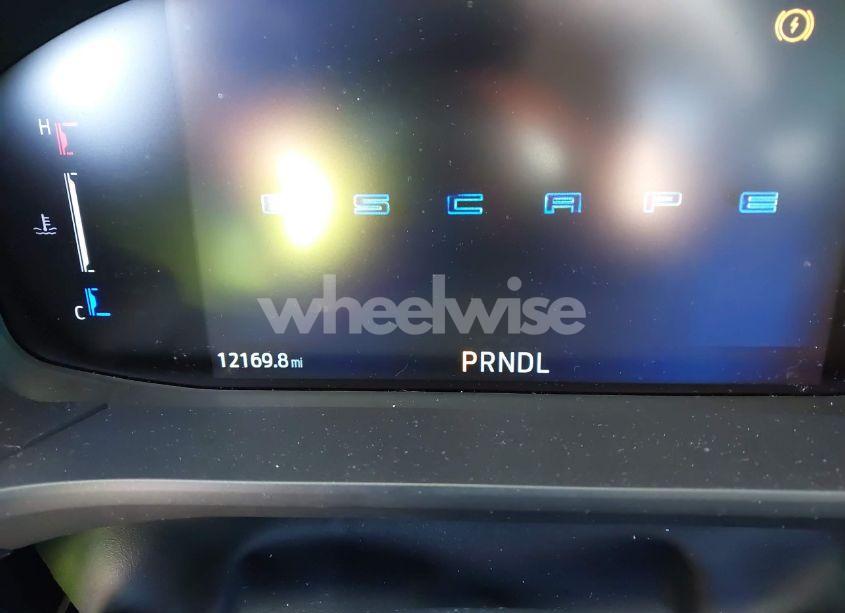 H
ESCAPE
C
wheelwise
12169.8 mi
PRNDL